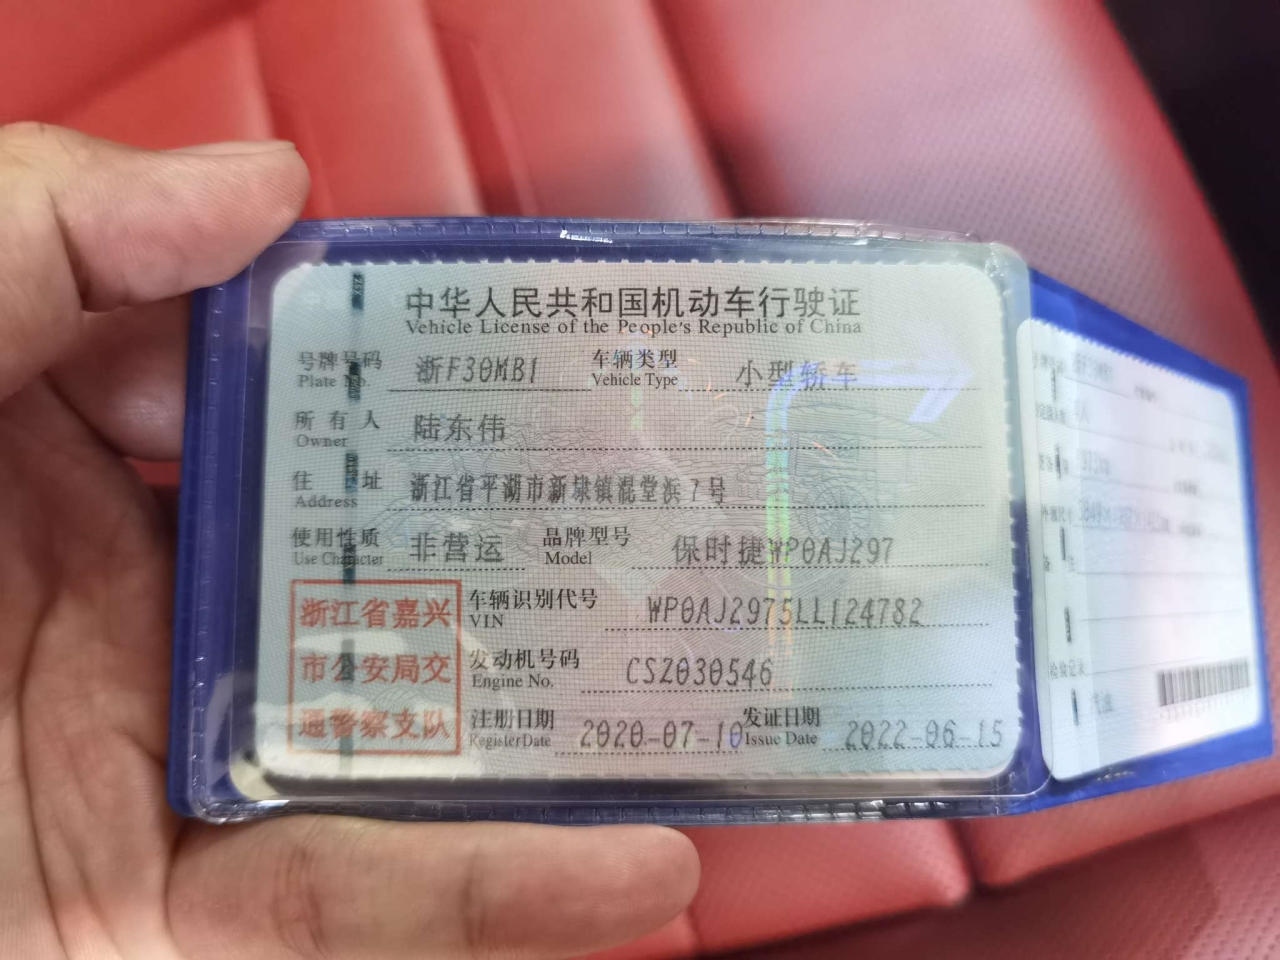 中华人民共和国机动车行驶证
Vehicle License of the People's Republic of China
号牌号码 浙F30MB1 车辆类型 小型轿车
Plate No. Vehicle Type
所有人 陆东伟
Owner
住址 浙江省平湖市新埭镇混堂浜7号
Address
使用性质 非营运 品牌型号 保时捷WP0AJ297
Use Character Model
浙江省嘉兴
市公安局交
通警察支队
车辆识别代号 WP0AJ2975LL124782
VIN
发动机号码 CSZ030546
Engine No.
注册日期 2020-07-10 发证日期 2022-06-15
Register Date Issue Date